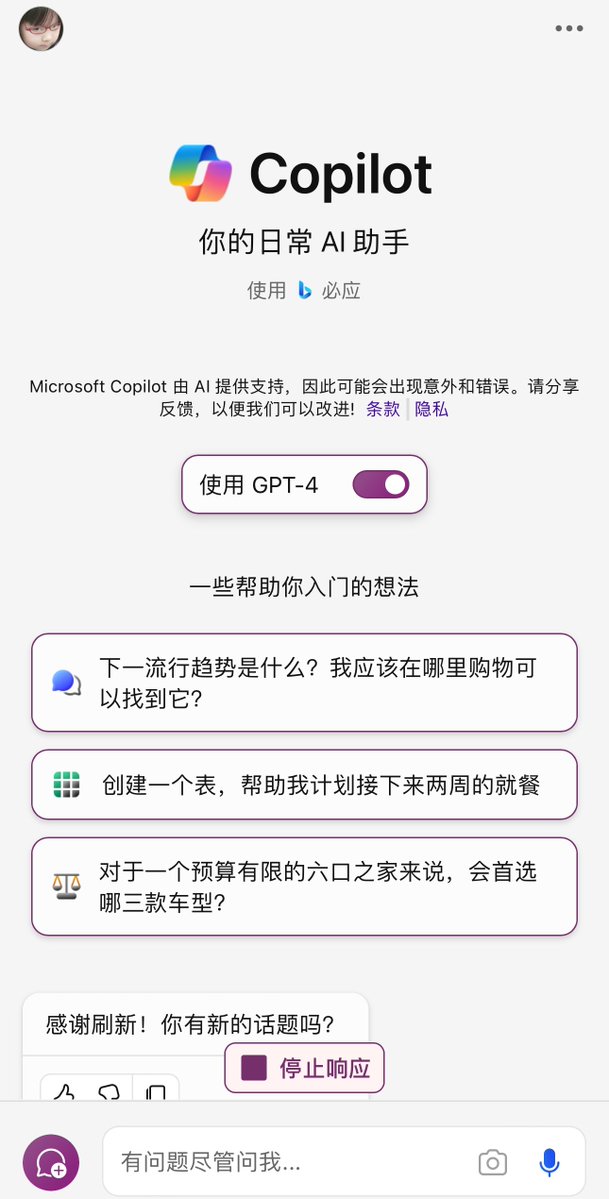 Copilot
你的日常 AI 助手
使用 必应
Microsoft Copilot 由 AI 提供支持，因此可能会出现意外和错误。请分享
反馈，以便我们可以改进! 条款 | 隐私
使用 GPT-4
一些帮助你入门的想法
下一流行趋势是什么？我应该在哪里购物可
以找到它？
创建一个表，帮助我计划接下来两周的就餐
对于一个预算有限的六口之家来说，会首选
哪三款车型？
感谢刷新！你有新的话题吗？
停止响应
有问题尽管问我...